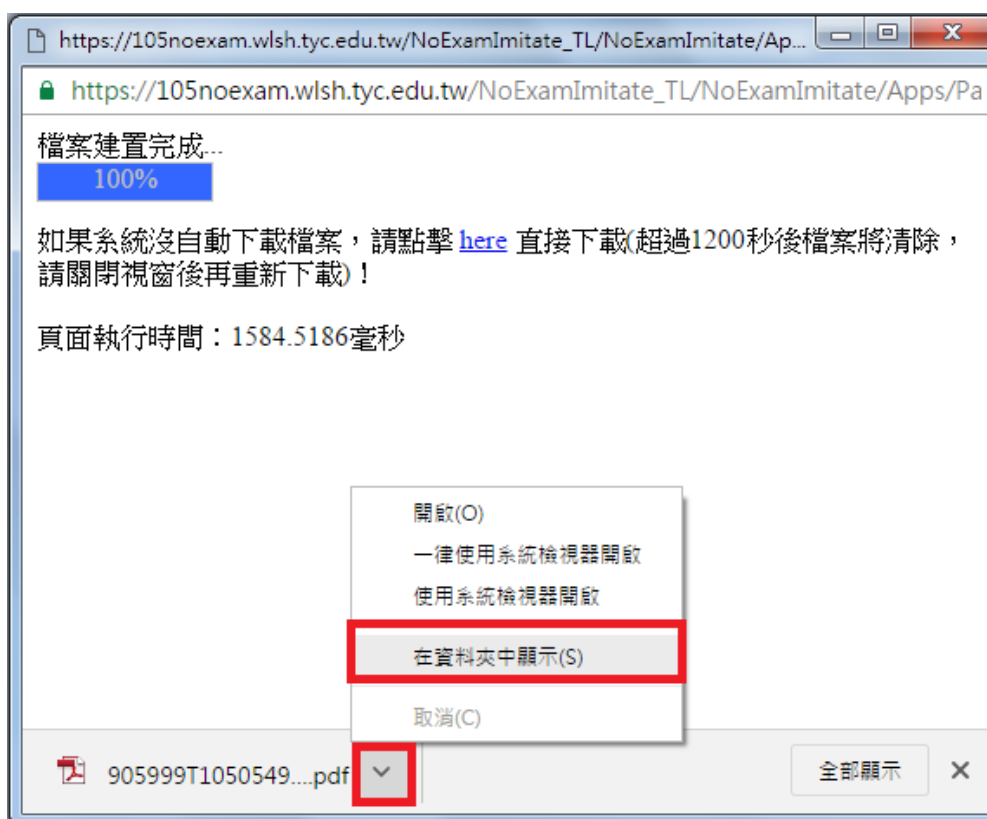 https://105noexam.wlsh.tyc.edu.tw/NoExamImitate_TL/NoExamImitate/Ap...
https://105noexam.wlsh.tyc.edu.tw/NoExamImitate_TL/NoExamImitate/Apps/Pa
檔案建置完成...
100%
如果系統沒自動下載檔案，請點擊 here 直接下載(超過1200秒後檔案將清除，
請關閉視窗後再重新下載)！
頁面執行時間：1584.5186毫秒
開啟(O)
一律使用系統檢視器開啟
使用系統檢視器開啟
在資料夾中顯示(S)
取消(C)
905999T1050549....pdf
全部顯示